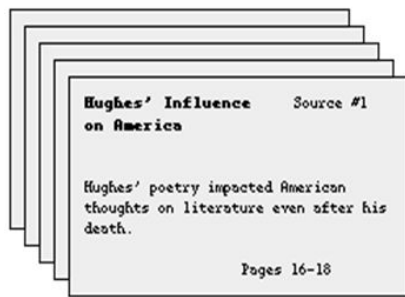 Hughes' Influence Source #1
on America
Hughes' poetry impacted American
thoughts on literature even after his
death.
Pages 16-18